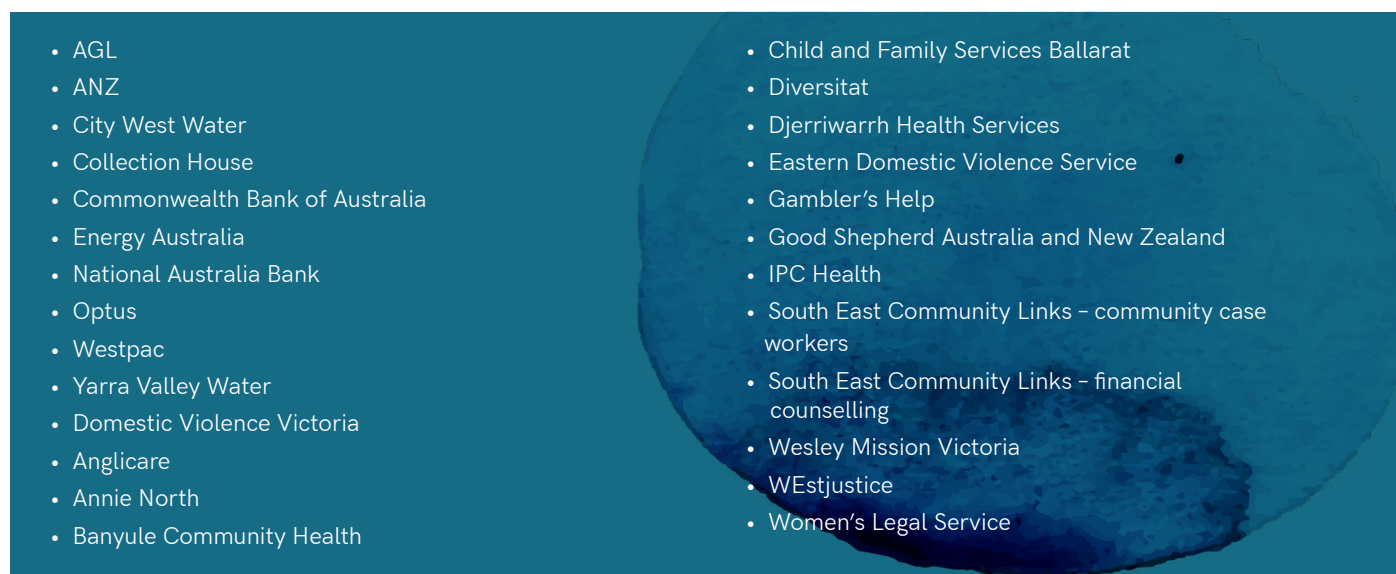 • AGL
• ANZ
• City West Water
• Collection House
• Commonwealth Bank of Australia
• Energy Australia
• National Australia Bank
• Optus
• Westpac
• Yarra Valley Water
• Domestic Violence Victoria
• Anglicare
• Annie North
• Banyule Community Health
• Child and Family Services Ballarat
• Diversitat
• Djerriwarrh Health Services
• Eastern Domestic Violence Service
• Gambler’s Help
• Good Shepherd Australia and New Zealand
• IPC Health
• South East Community Links – community case
workers
• South East Community Links – financial
counselling
• Wesley Mission Victoria
• WEstjustice
• Women’s Legal Service